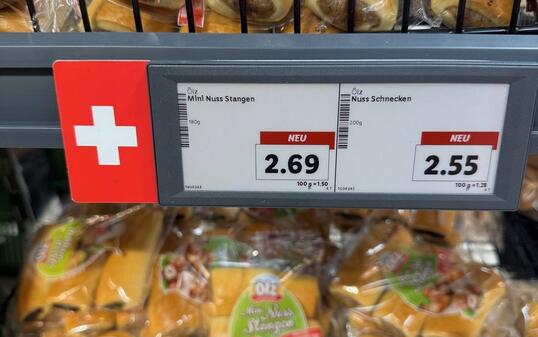 Ölz
Mini Nuss Stangen
180g
NEU
2.69
100 g = 1.50
Ölz
Nuss Schnecken
200g
NEU
2.55
100 g = 1.28
ÖLZ
Mini Nuss
Stangen